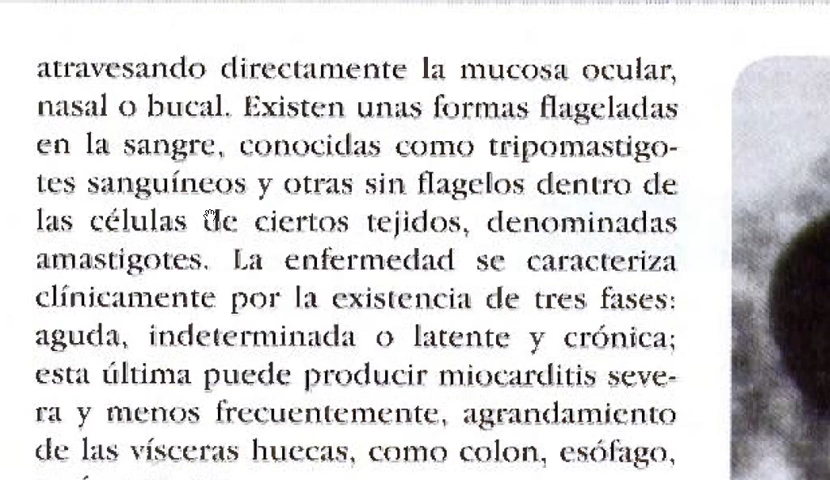 atravesando directamente la mucosa ocular,
nasal o bucal. Existen unas formas flageladas
en la sangre, conocidas como tripomastigo-
tes sanguíneos y otras sin flagelos dentro de
las células de ciertos tejidos, denominadas
amastigotes. La enfermedad se caracteriza
clínicamente por la existencia de tres fases:
aguda, indeterminada o latente y crónica;
esta última puede producir miocarditis seve-
ra y menos frecuentemente, agrandamiento
de las vísceras huecas, como colon, esófago,